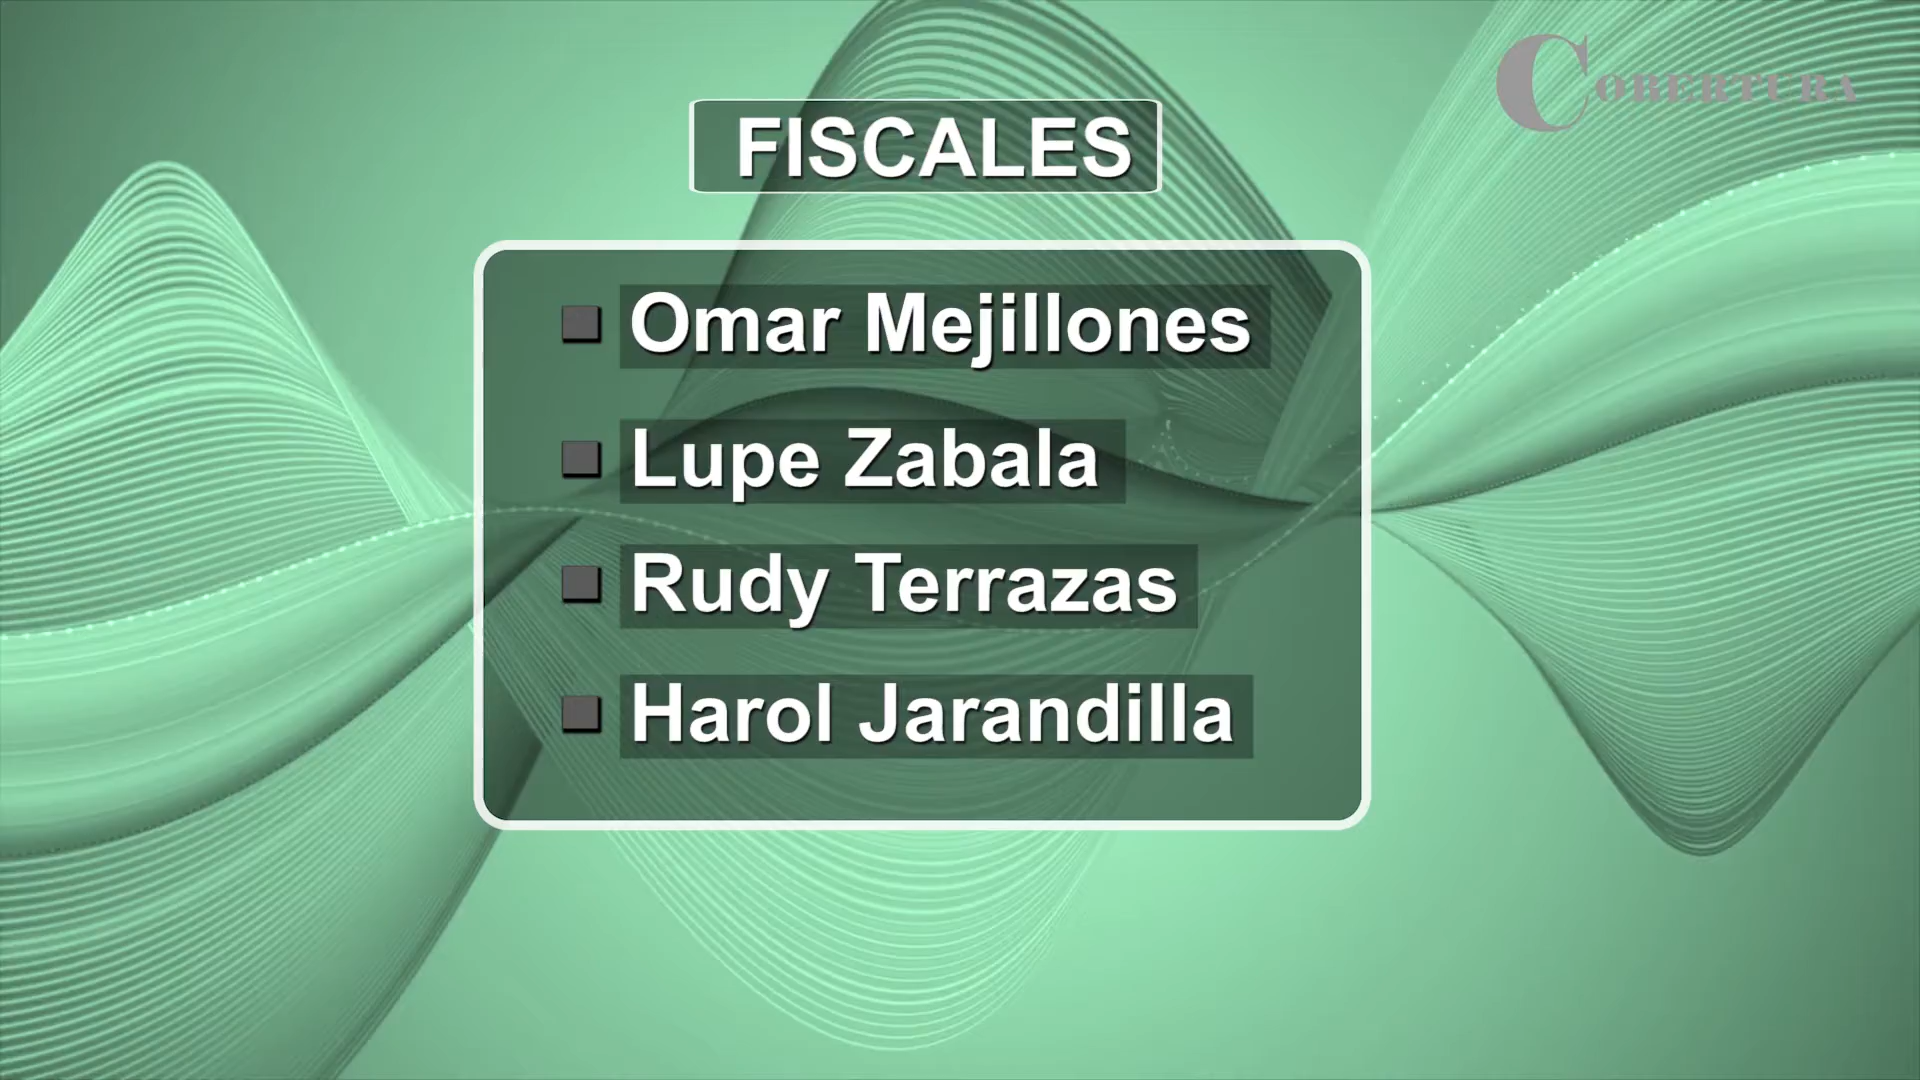 COBERTURA
FISCALES
Omar Mejillones
Lupe Zabala
Rudy Terrazas
Harol Jarandilla